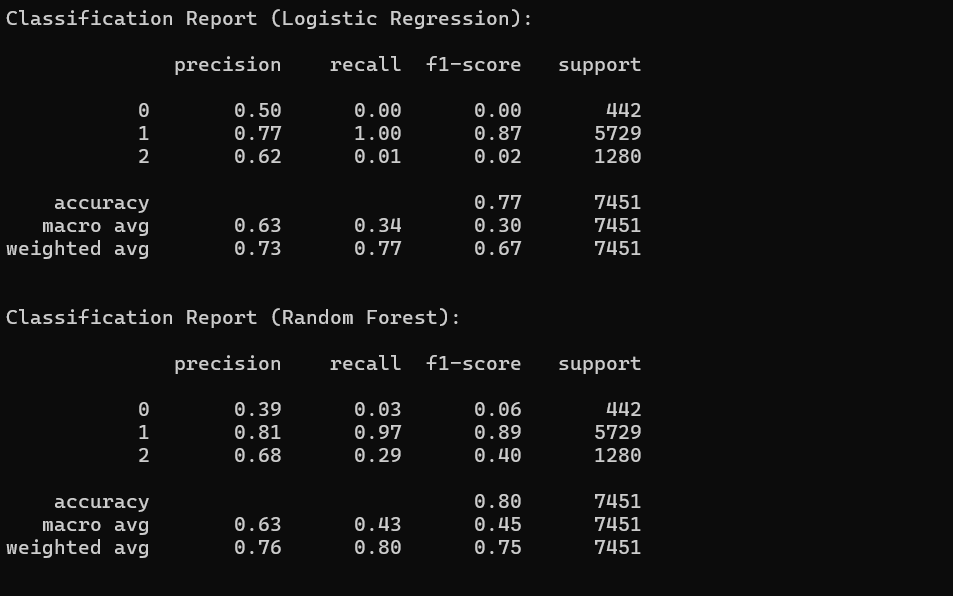 Classification Report (Logistic Regression):
precision recall f1-score support
0 0.50 0.00 0.00 442
1 0.77 1.00 0.87 5729
2 0.62 0.01 0.02 1280
accuracy 0.77 7451
macro avg 0.63 0.34 0.30 7451
weighted avg 0.73 0.77 0.67 7451
Classification Report (Random Forest):
precision recall f1-score support
0 0.39 0.03 0.06 442
1 0.81 0.97 0.89 5729
2 0.68 0.29 0.40 1280
accuracy 0.80 7451
macro avg 0.63 0.43 0.45 7451
weighted avg 0.76 0.80 0.75 7451